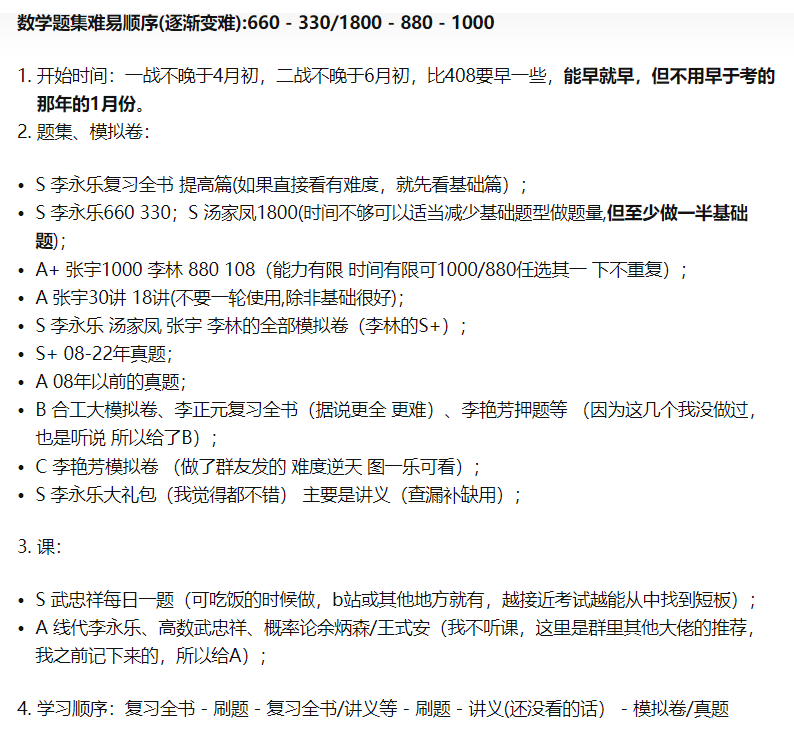 数学题集难易顺序(逐渐变难):660 - 330/1800 - 880 - 1000
1. 开始时间：一战不晚于4月初，二战不晚于6月初，比408要早一些，能早就早，但不用早于考的
那年的1月份。
2. 题集、模拟卷：
• S 李永乐复习全书 提高篇(如果直接看有难度，就先看基础篇）;
• S 李永乐660 330；S 汤家凤1800(时间不够可以适当减少基础题型做题量,但至少做一半基础
题);
• A+ 张宇1000 李林 880 108（能力有限 时间有限可1000/880任选其一 下不重复）;
• A 张宇30讲 18讲(不要一轮使用,除非基础很好);
• S 李永乐 汤家凤 张宇 李林的全部模拟卷（李林的S+）;
• S+ 08-22年真题;
• A 08年以前的真题;
• B 合工大模拟卷、李正元复习全书（据说更全 更难）、李艳芳押题等 （因为这几个我没做过，
也是听说 所以给了B）;
• C 李艳芳模拟卷 （做了群友发的 难度逆天 图一乐可看）;
• S 李永乐大礼包（我觉得都不错） 主要是讲义（查漏补缺用）;
3. 课：
• S 武忠祥每日一题（可吃饭的时候做，b站或其他地方就有，越接近考试越能从中找到短板）;
• A 线代李永乐、高数武忠祥、概率论余炳森/王式安（我不听课，这里是群里其他大佬的推荐，
我之前记下来的，所以给A）;
4. 学习顺序：复习全书 - 刷题 - 复习全书/讲义等 - 刷题 - 讲义(还没看的话） - 模拟卷/真题